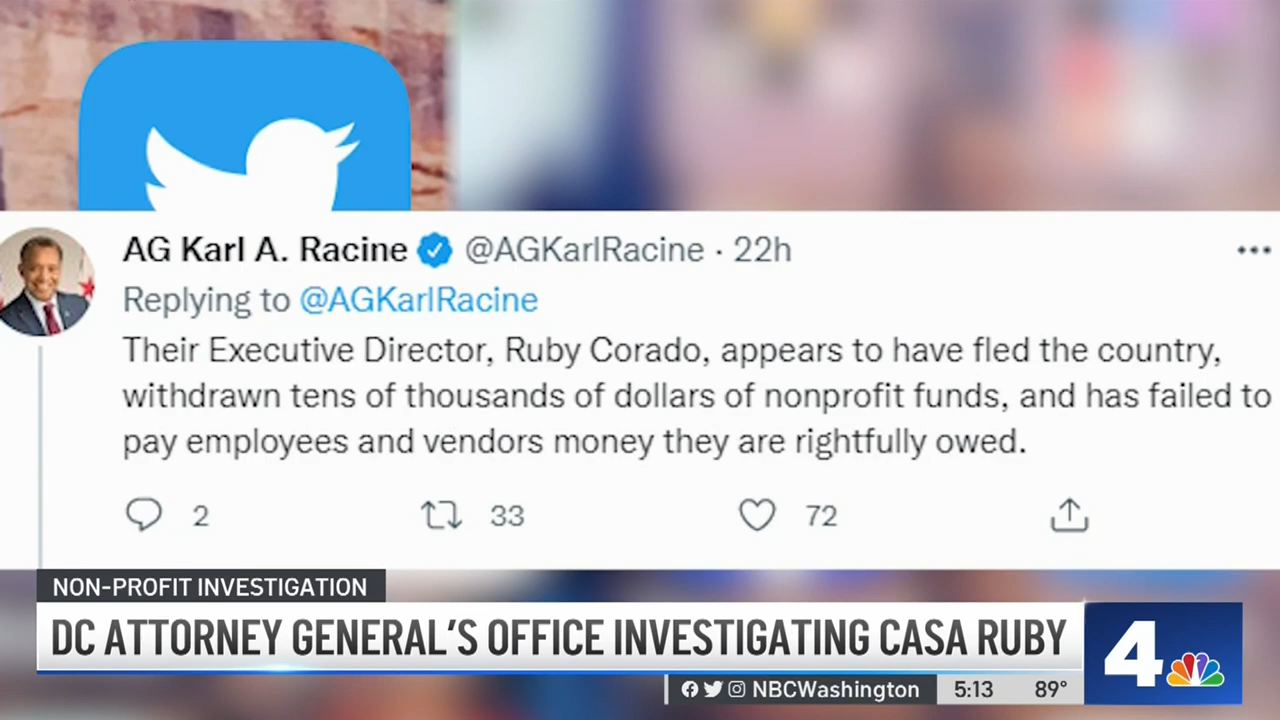 AG Karl A. Racine @AGKarlRacine · 22h
Replying to @AGKarlRacine
Their Executive Director, Ruby Corado, appears to have fled the country,
withdrawn tens of thousands of dollars of nonprofit funds, and has failed to
pay employees and vendors money they are rightfully owed.
2 33 72
NON-PROFIT INVESTIGATION
DC ATTORNEY GENERAL'S OFFICE INVESTIGATING CASA RUBY
4
NBCWashington 5:13 89°